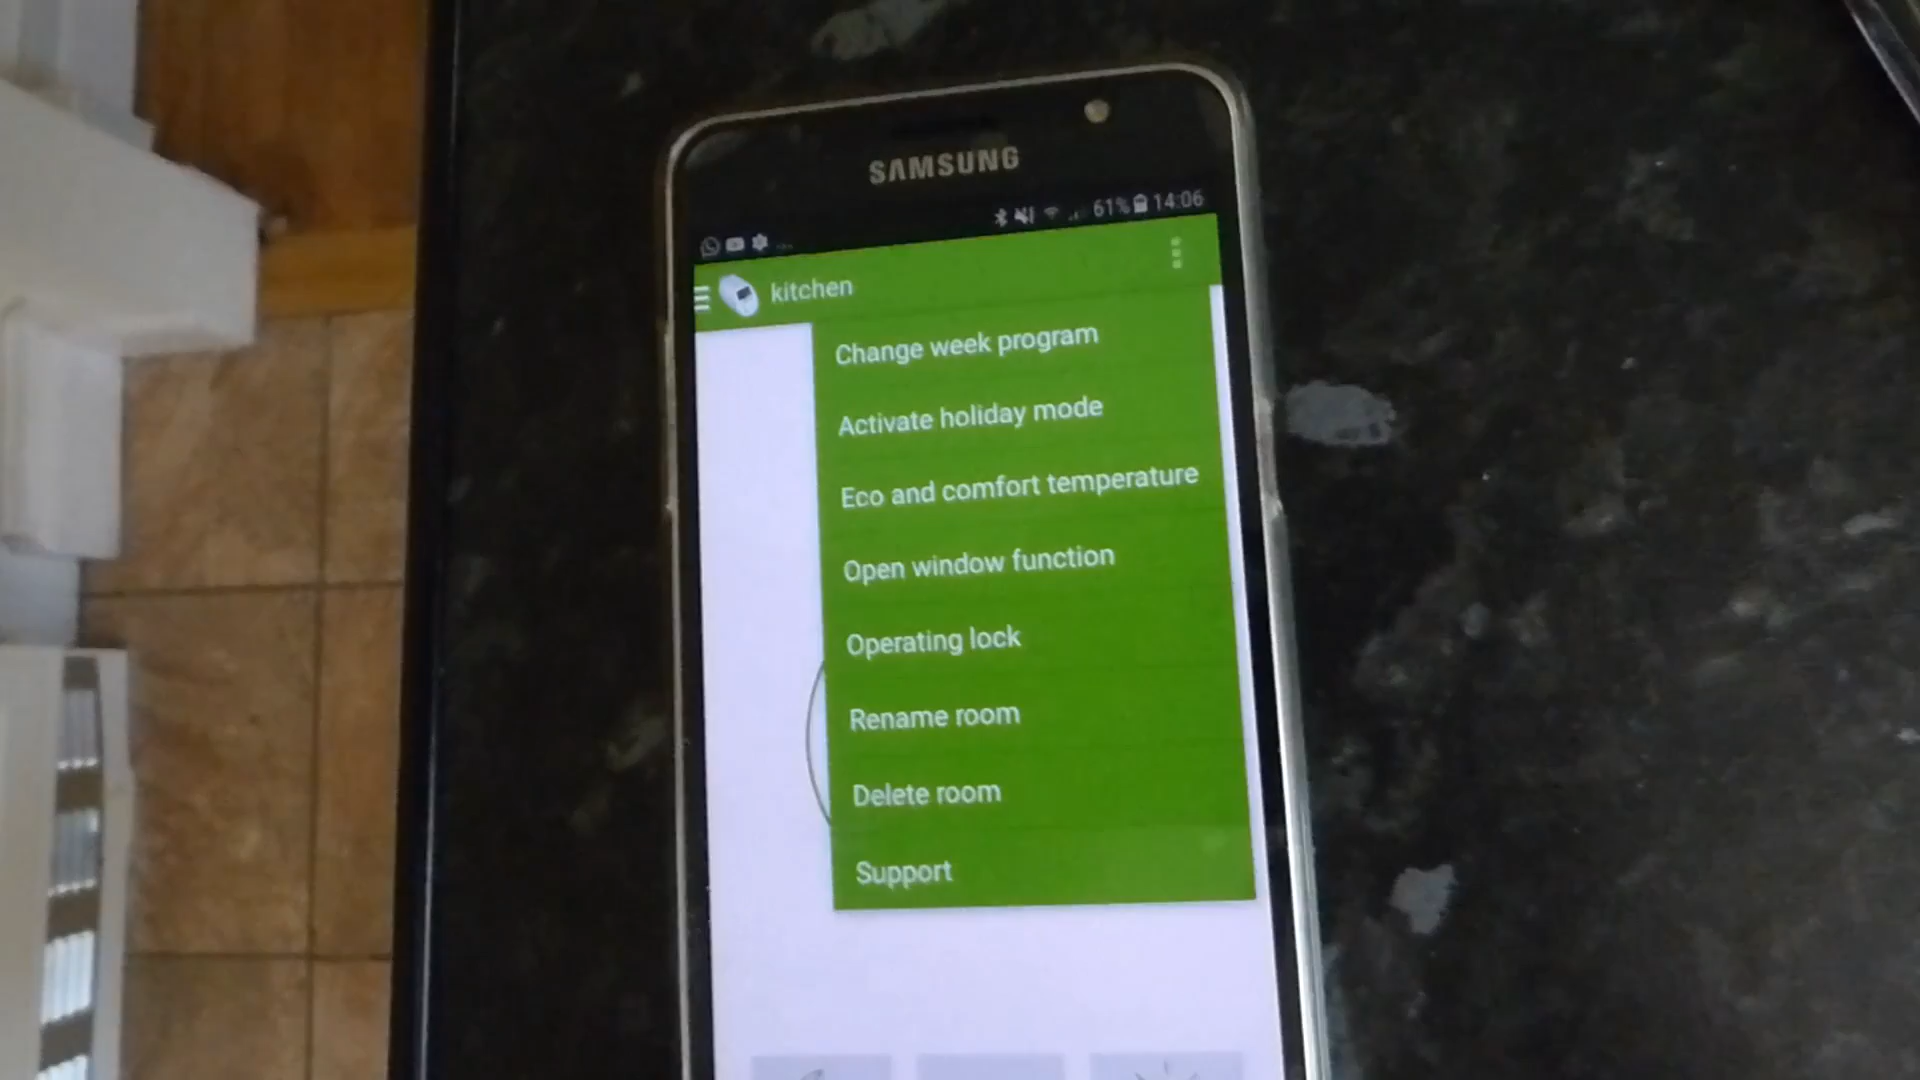 SAMSUNG
61% 14:06
kitchen
Change week program
Activate holiday mode
Eco and comfort temperature
Open window function
Operating lock
Rename room
Delete room
Support